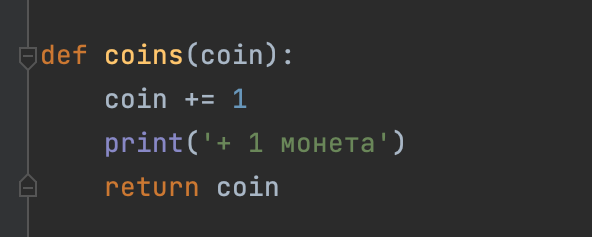 def coins(coin):
    coin += 1
    print('+ 1 монета')
    return coin